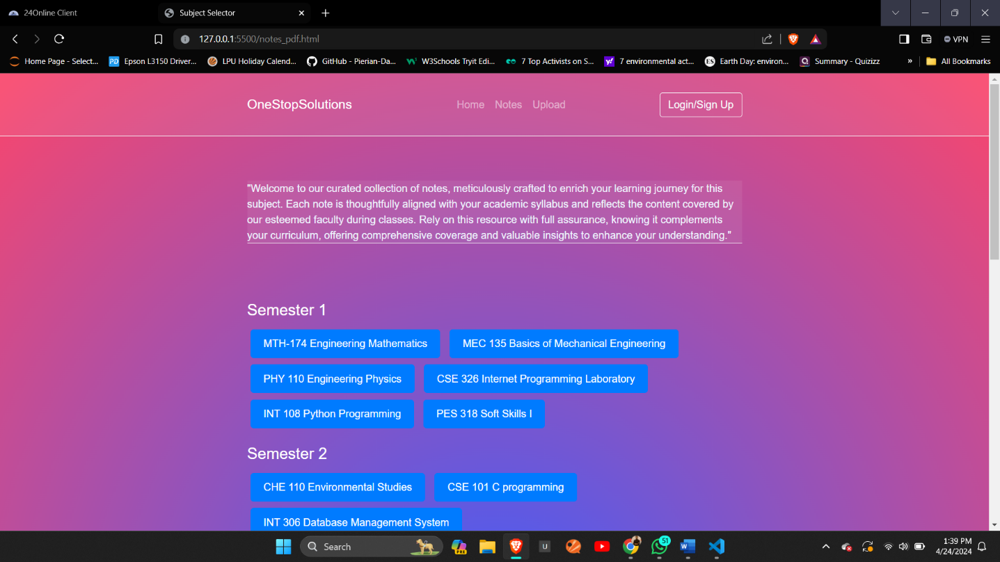 24Online Client
Subject Selector
127.0.0.1:5500/notes_pdf.html
VPN
Home Page - Select...
Epson L3150 Driver...
LPU Holiday Calend...
GitHub - Pierian-Da...
W3Schools Tryit Edi...
7 Top Activists on S...
7 environmental act...
Earth Day: environ...
Summary - Quizizz
»
All Bookmarks
OneStopSolutions
Home
Notes
Upload
Login/Sign Up
"Welcome to our curated collection of notes, meticulously crafted to enrich your learning journey for this
subject. Each note is thoughtfully aligned with your academic syllabus and reflects the content covered by
our esteemed faculty during classes. Rely on this resource with full assurance, knowing it complements
your curriculum, offering comprehensive coverage and valuable insights to enhance your understanding."
Semester 1
MTH-174 Engineering Mathematics
MEC 135 Basics of Mechanical Engineering
PHY 110 Engineering Physics
CSE 326 Internet Programming Laboratory
INT 108 Python Programming
PES 318 Soft Skills I
Semester 2
CHE 110 Environmental Studies
CSE 101 C programming
INT 306 Database Management System
Search
PRE
U
51
1:39 PM
4/24/2024